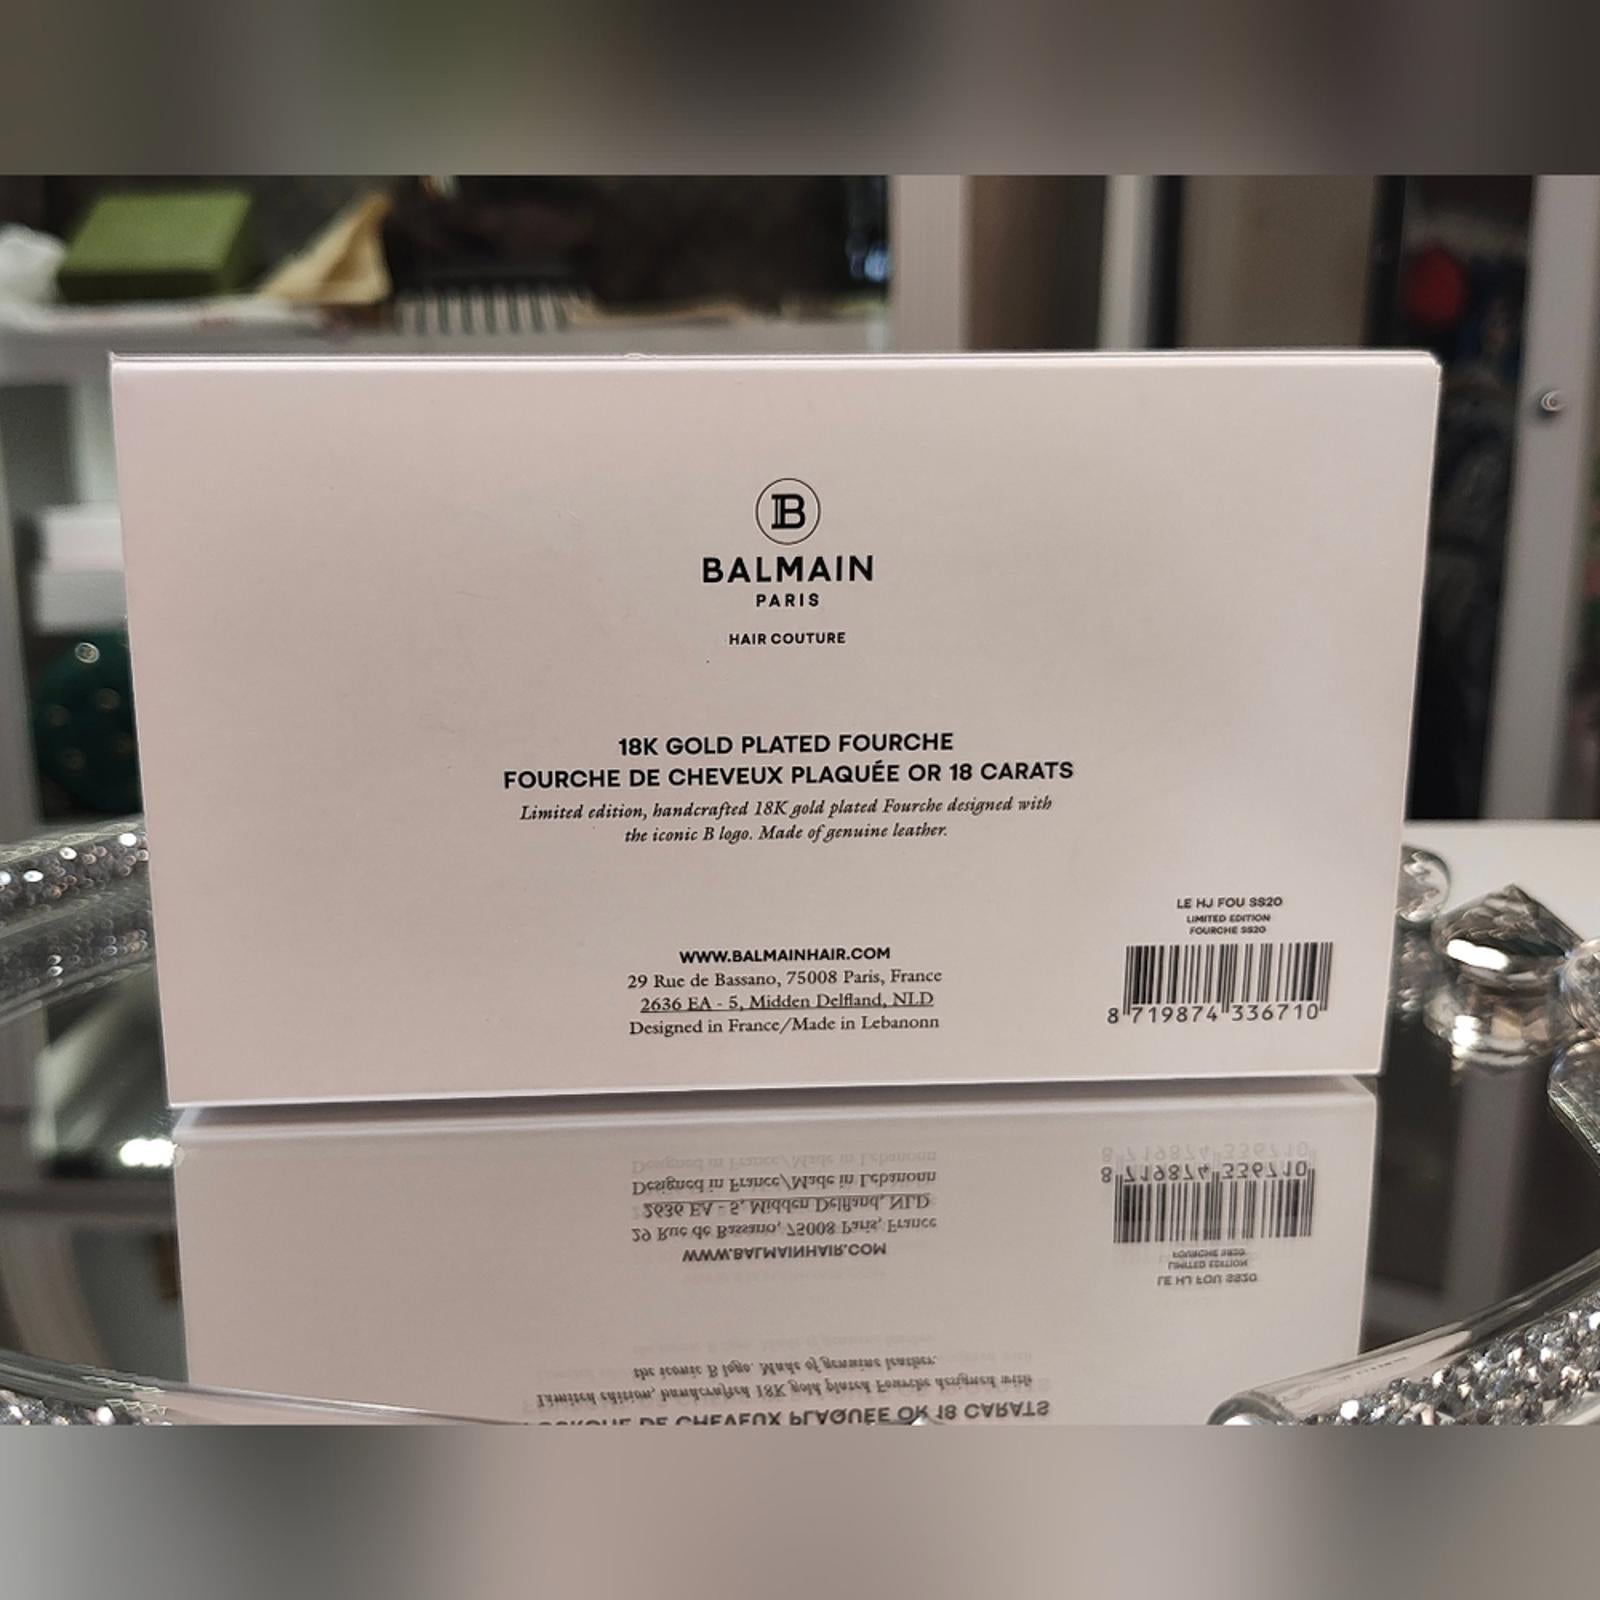 B
BALMAIN
PARIS
HAIR COUTURE
18K GOLD PLATED FOURCHE
FOURCHE DE CHEVEUX PLAQUÉE OR 18 CARATS
Limited edition, handcrafted 18K gold plated Fourche designed with
the iconic B logo. Made of genuine leather.
WWW.BALMAINHAIR.COM
29 Rue de Bassano, 75008 Paris, France
2636 EA - 5, Midden Delfland, NLD
Designed in France/Made in Lebanonn
LE HJ FOU SS20
LIMITED EDITION
FOURCHE SS20
8 719874 336710